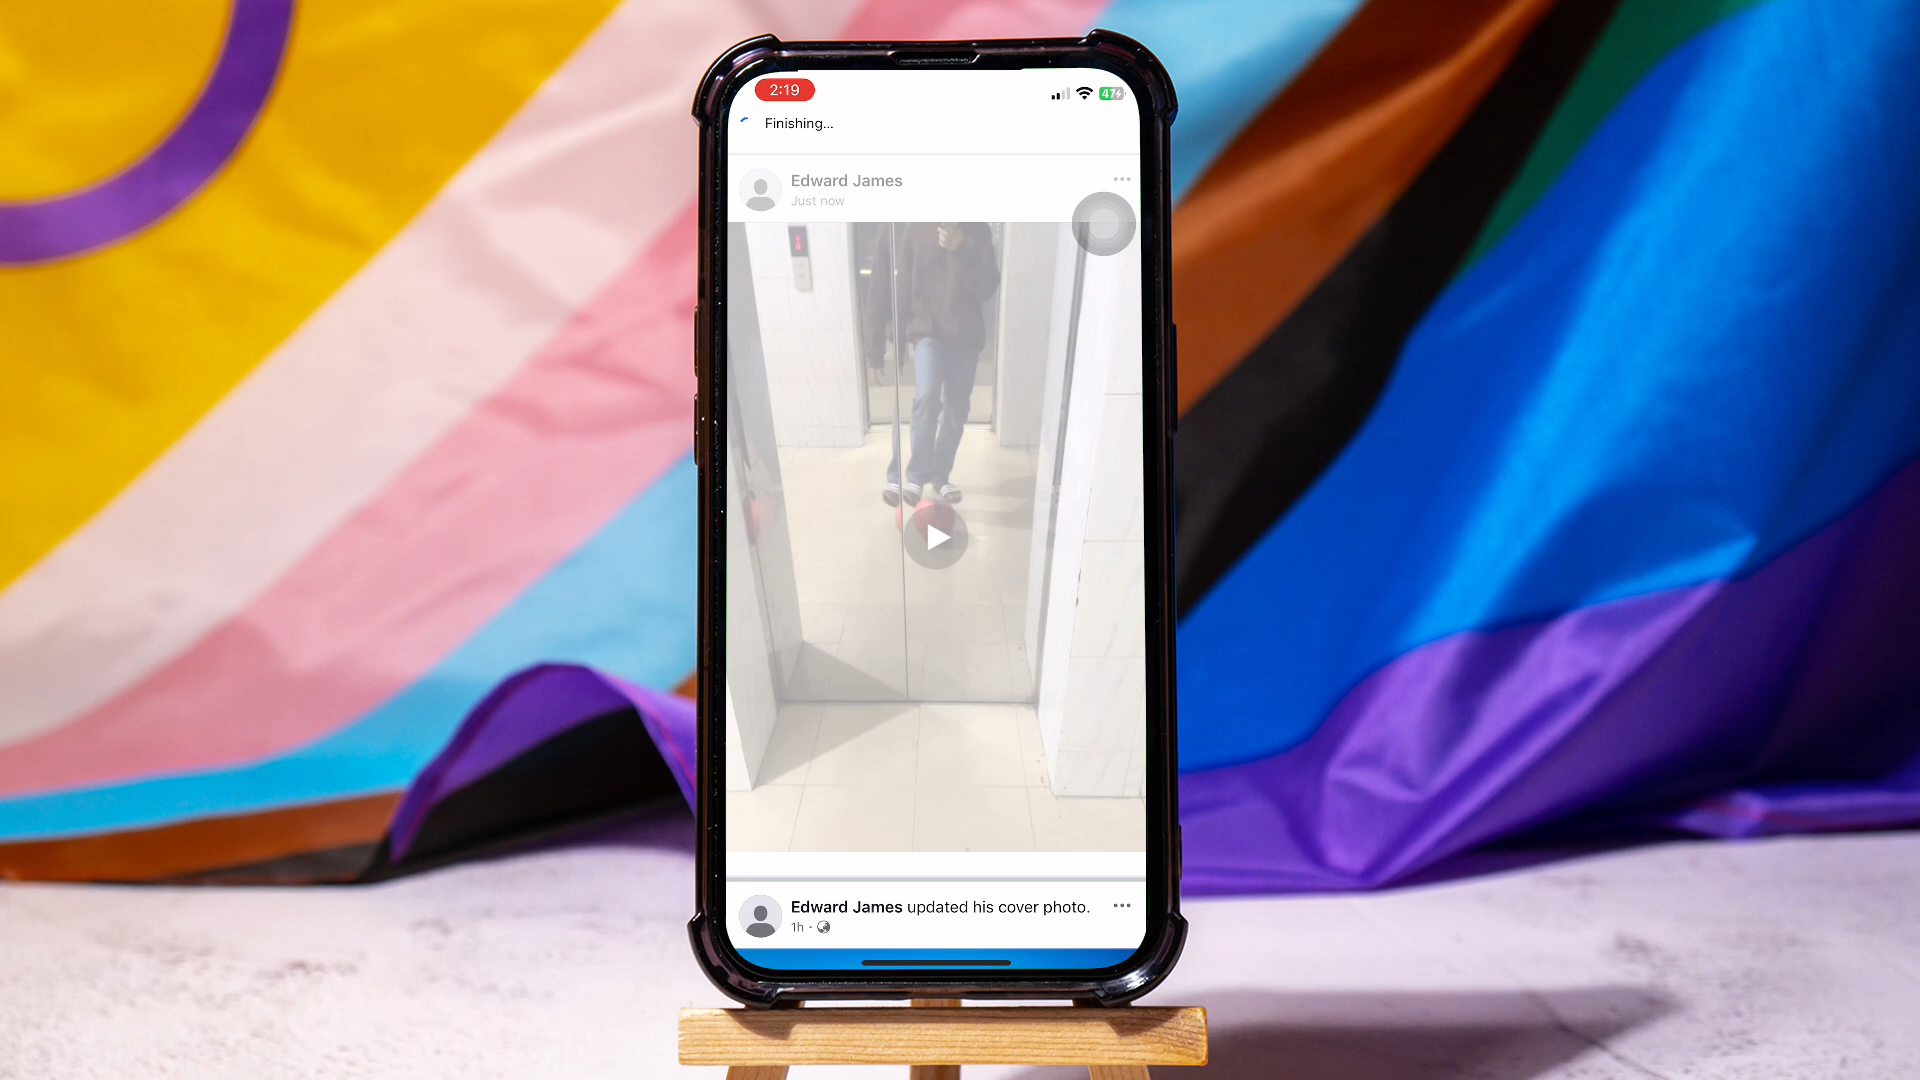 2:19
47
Finishing...
Edward James
Just now
Edward James updated his cover photo.
1h ·